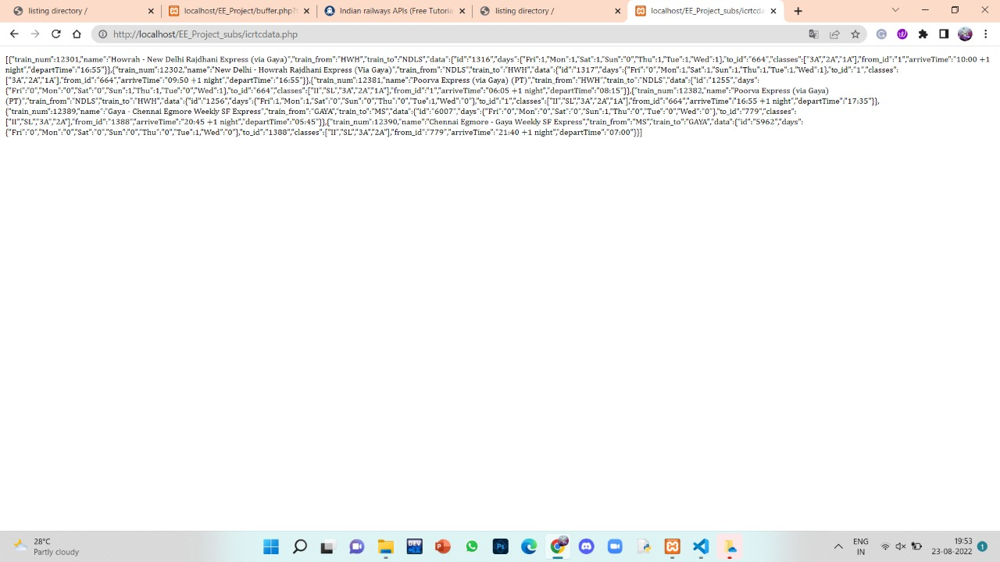 listing directory /
localhost/EE_Project/buffer.php?t
Indian railways APIs (Free Tutoria
listing directory /
localhost/EE_Project_subs/icrtcda
http://localhost/EE_Project_subs/icrtcdata.php
[{"train_num":12301,"name":"Howrah - New Delhi Rajdhani Express (via Gaya)","train_from":"HWH","train_to":"NDLS","data":{"id":"1316","days":{"Fri":1,"Mon":1,"Sat":1,"Sun":"0","Thu":1,"Tue":1,"Wed":1},"to_id":"664","classes":["3A","2A","1A"],"from_id":"1","arriveTime":"10:00 +1
night","departTime":"16:55"}},{"train_num":12302,"name":"New Delhi - Howrah Rajdhani Express (Via Gaya)","train_from":"NDLS","train_to":"HWH","data":{"id":"1317","days":{"Fri":"0","Mon":1,"Sat":1,"Sun":1,"Thu":1,"Tue":1,"Wed":1},"to_id":"1","classes":
["3A","2A","1A"],"from_id":"664","arriveTime":"09:50 +1 night","departTime":"16:55"}},{"train_num":12381,"name":"Poorva Express (via Gaya) (PT)","train_from":"HWH","train_to":"NDLS","data":{"id":"1255","days":
{"Fri":"0","Mon":"0","Sat":"0","Sun":1,"Thu":1,"Tue":"0","Wed":1},"to_id":"664","classes":["II","SL","3A","2A","1A"],"from_id":"1","arriveTime":"06:05 +1 night","departTime":"08:15"}},{"train_num":12382,"name":"Poorva Express (via Gaya)
(PT)","train_from":"NDLS","train_to":"HWH","data":{"id":"1256","days":{"Fri":1,"Mon":1,"Sat":"0","Sun":"0","Thu":"0","Tue":1,"Wed":"0"},"to_id":"1","classes":["II","SL","3A","2A","1A"],"from_id":"664","arriveTime":"16:55 +1 night","departTime":"17:35"}},
{"train_num":12389,"name":"Gaya - Chennai Egmore Weekly SF Express","train_from":"GAYA","train_to":"MS","data":{"id":"6007","days":{"Fri":"0","Mon":"0","Sat":"0","Sun":1,"Thu":"0","Tue":"0","Wed":"0"},"to_id":"779","classes":
["II","SL","3A","2A"],"from_id":"1388","arriveTime":"20:45 +1 night","departTime":"05:45"}},{"train_num":12390,"name":"Chennai Egmore - Gaya Weekly SF Express","train_from":"MS","train_to":"GAYA","data":{"id":"5962","days":
{"Fri":"0","Mon":"0","Sat":"0","Sun":"0","Thu":"0","Tue":1,"Wed":"0"},"to_id":"1388","classes":["II","SL","3A","2A"],"from_id":"779","arriveTime":"21:40 +1 night","departTime":"07:00"}}]
28°C
Partly cloudy
DEV
P
Ps
ENG
IN
19:53
23-08-2022
1